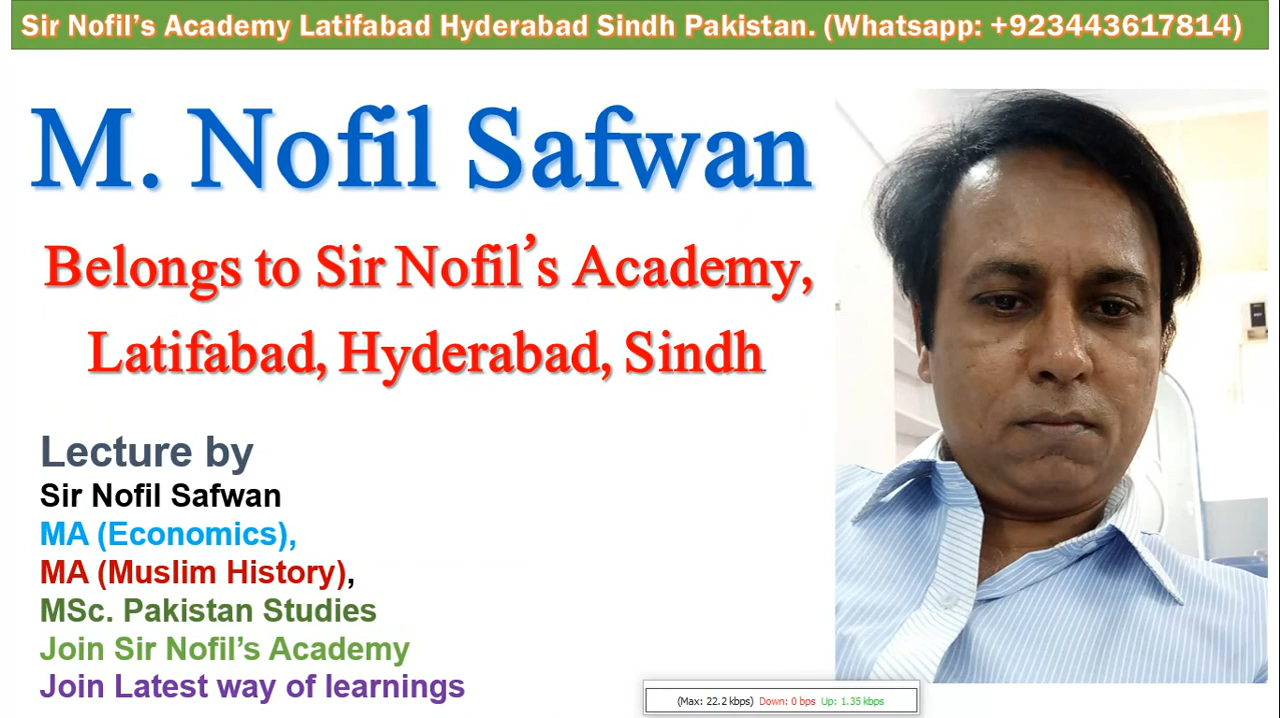 Sir Nofil’s Academy Latifabad Hyderabad Sindh Pakistan. (Whatsapp: +923443617814)
M. Nofil Safwan
Belongs to Sir Nofil’s Academy,
Latifabad, Hyderabad, Sindh
Lecture by
Sir Nofil Safwan
MA (Economics),
MA (Muslim History),
MSc. Pakistan Studies
Join Sir Nofil’s Academy
Join Latest way of learnings
(Max: 22.2 kbps) Down: 0 bps Up: 1.35 kbps